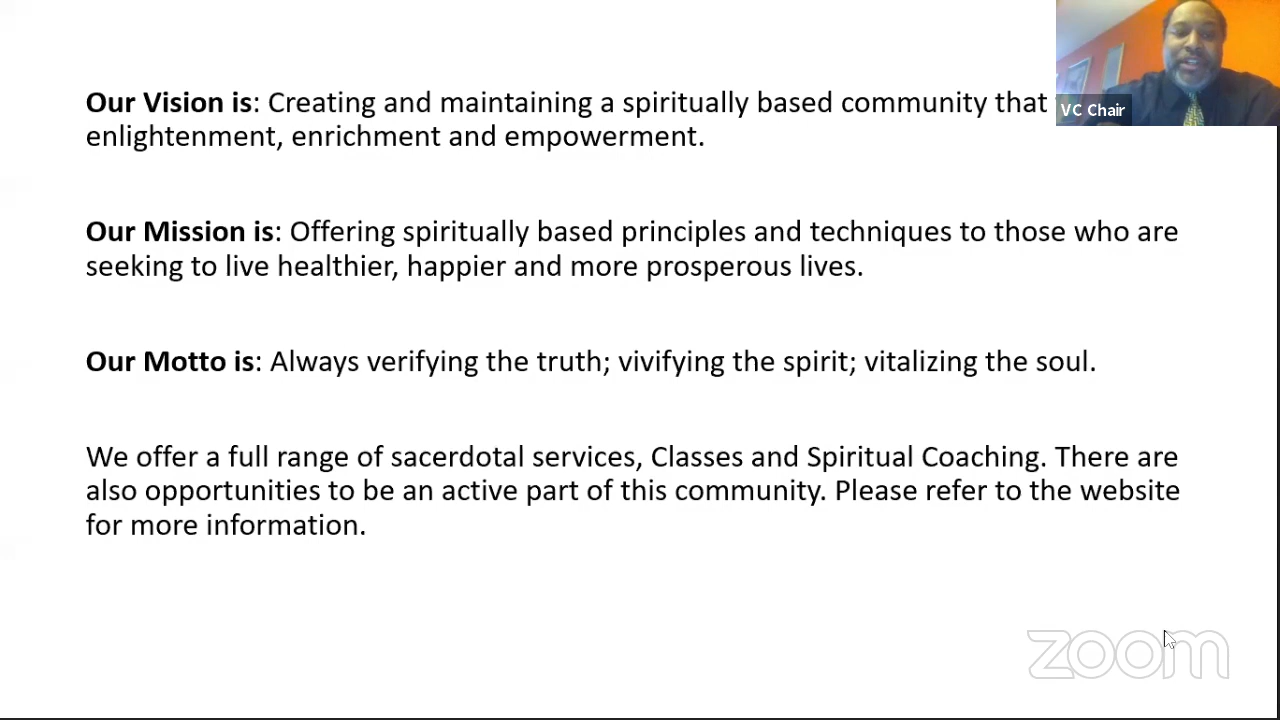 Our Vision is: Creating and maintaining a spiritually based community that
VC Chair
enlightenment, enrichment and empowerment.
Our Mission is: Offering spiritually based principles and techniques to those who are
seeking to live healthier, happier and more prosperous lives.
Our Motto is: Always verifying the truth; vivifying the spirit; vitalizing the soul.
We offer a full range of sacerdotal services, Classes and Spiritual Coaching. There are
also opportunities to be an active part of this community. Please refer to the website
for more information.
zoom